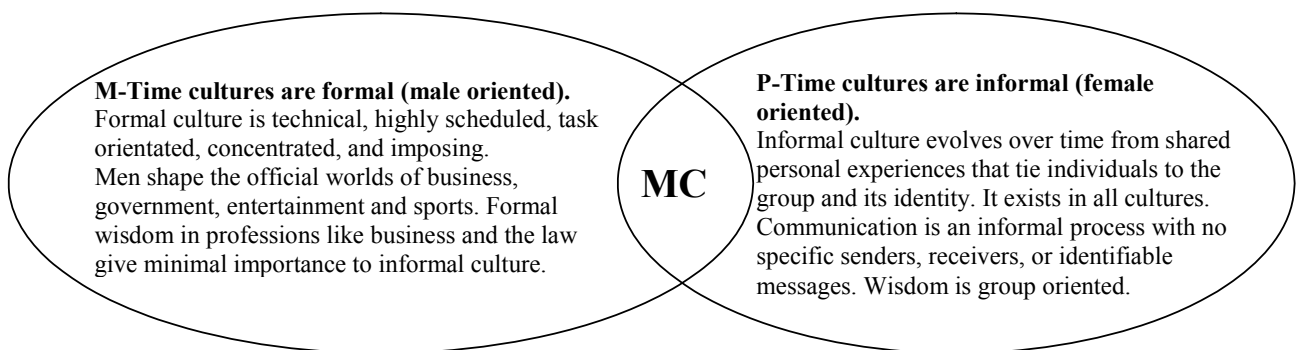 M-Time cultures are formal (male oriented).
Formal culture is technical, highly scheduled, task
orientated, concentrated, and imposing.
Men shape the official worlds of business,
government, entertainment and sports. Formal
wisdom in professions like business and the law
give minimal importance to informal culture.
MC
P-Time cultures are informal (female
oriented).
Informal culture evolves over time from shared
personal experiences that tie individuals to the
group and its identity. It exists in all cultures.
Communication is an informal process with no
specific senders, receivers, or identifiable
messages. Wisdom is group oriented.